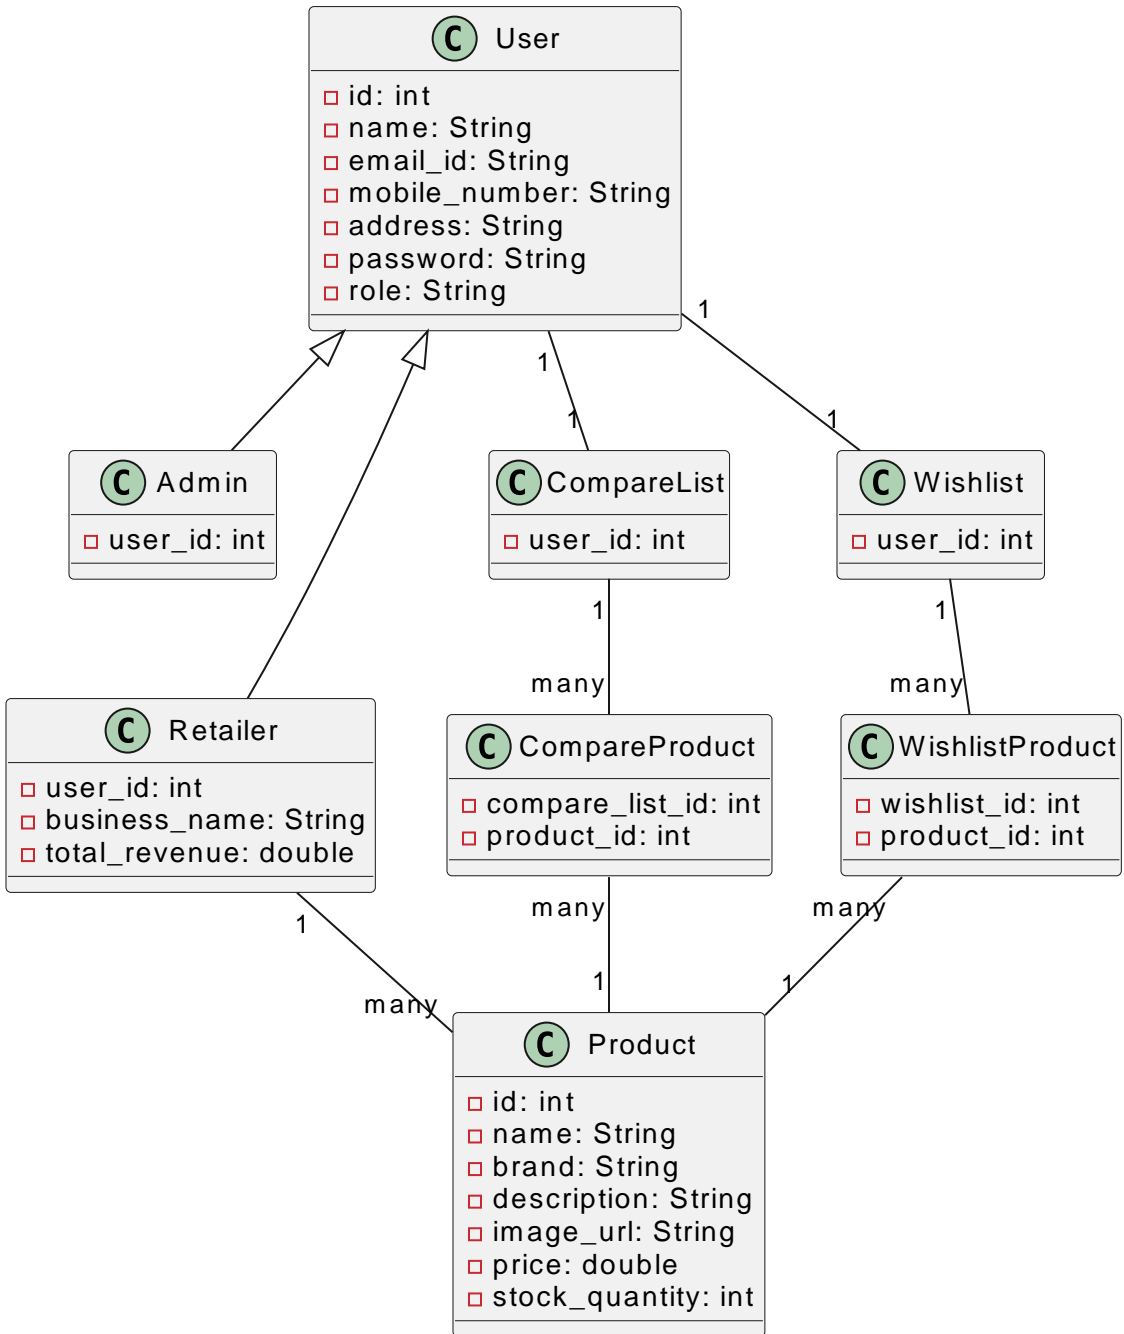 C User
id: int
name: String
email_id: String
mobile_number: String
address: String
password: String
role: String
1
1
1
1
C Admin
user_id: int
C CompareList
user_id: int
C Wishlist
user_id: int
1
1
many
many
C Retailer
user_id: int
business_name: String
total_revenue: double
C CompareProduct
compare_list_id: int
product_id: int
C WishlistProduct
wishlist_id: int
product_id: int
1
many
many
many
1
1
C Product
id: int
name: String
brand: String
description: String
image_url: String
price: double
stock_quantity: int